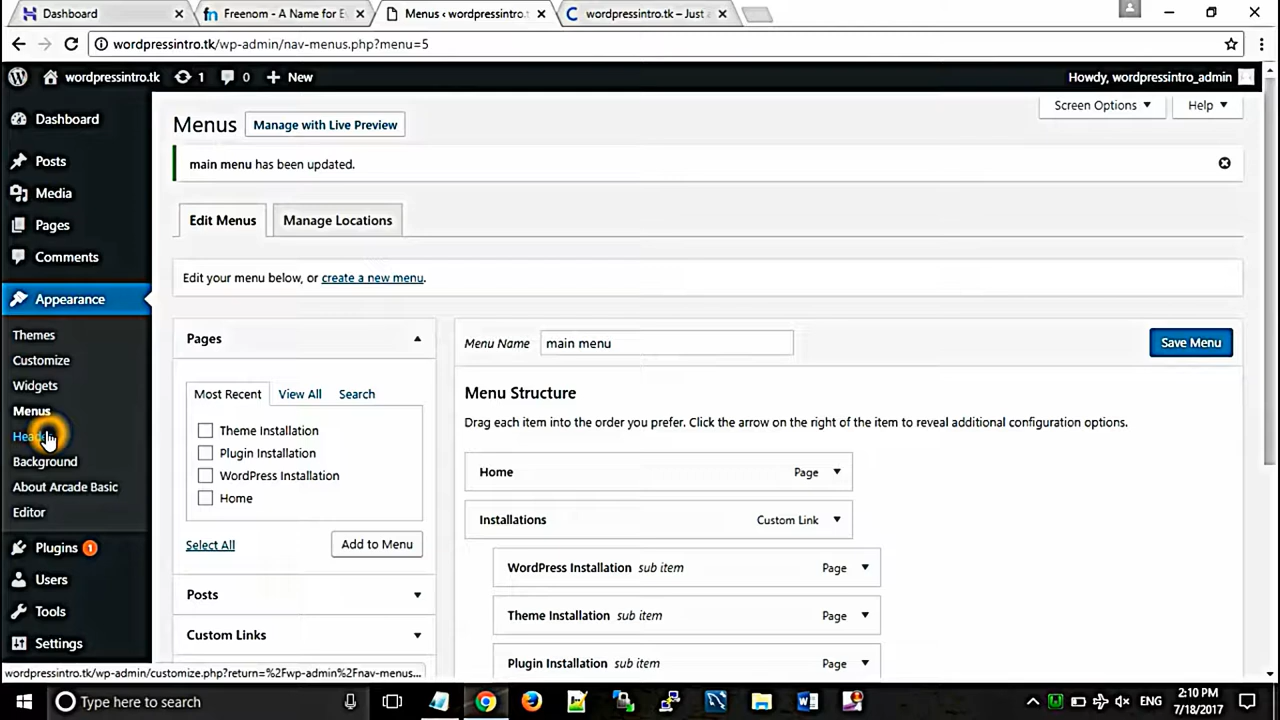 Dashboard
Freenom - A Name for E
Menus ‹ wordpressintro.
wordpressintro.tk – Just
wordpressintro.tk/wp-admin/nav-menus.php?menu=5
wordpressintro.tk 1 0 New
Howdy, wordpressintro_admin
Dashboard
Posts
Media
Pages
Comments
Appearance
Themes
Customize
Widgets
Menus
Background
About Arcade Basic
Editor
Plugins 1
Users
Tools
Settings
Screen Options Help
Menus Manage with Live Preview
main menu has been updated.
Edit Menus Manage Locations
Edit your menu below, or create a new menu.
Pages
Most Recent View All Search
Theme Installation
Plugin Installation
WordPress Installation
Home
Select All Add to Menu
Posts
Custom Links
Menu Name main menu Save Menu
Menu Structure
Drag each item into the order you prefer. Click the arrow on the right of the item to reveal additional configuration options.
Home Page
Installations Custom Link
WordPress Installation sub item Page
Theme Installation sub item Page
Plugin Installation sub item Page
wordpressintro.tk/wp-admin/customize.php?return=%2Fwp-admin%2Fnav-menus...
Type here to search
ENG
2:10 PM
7/18/2017